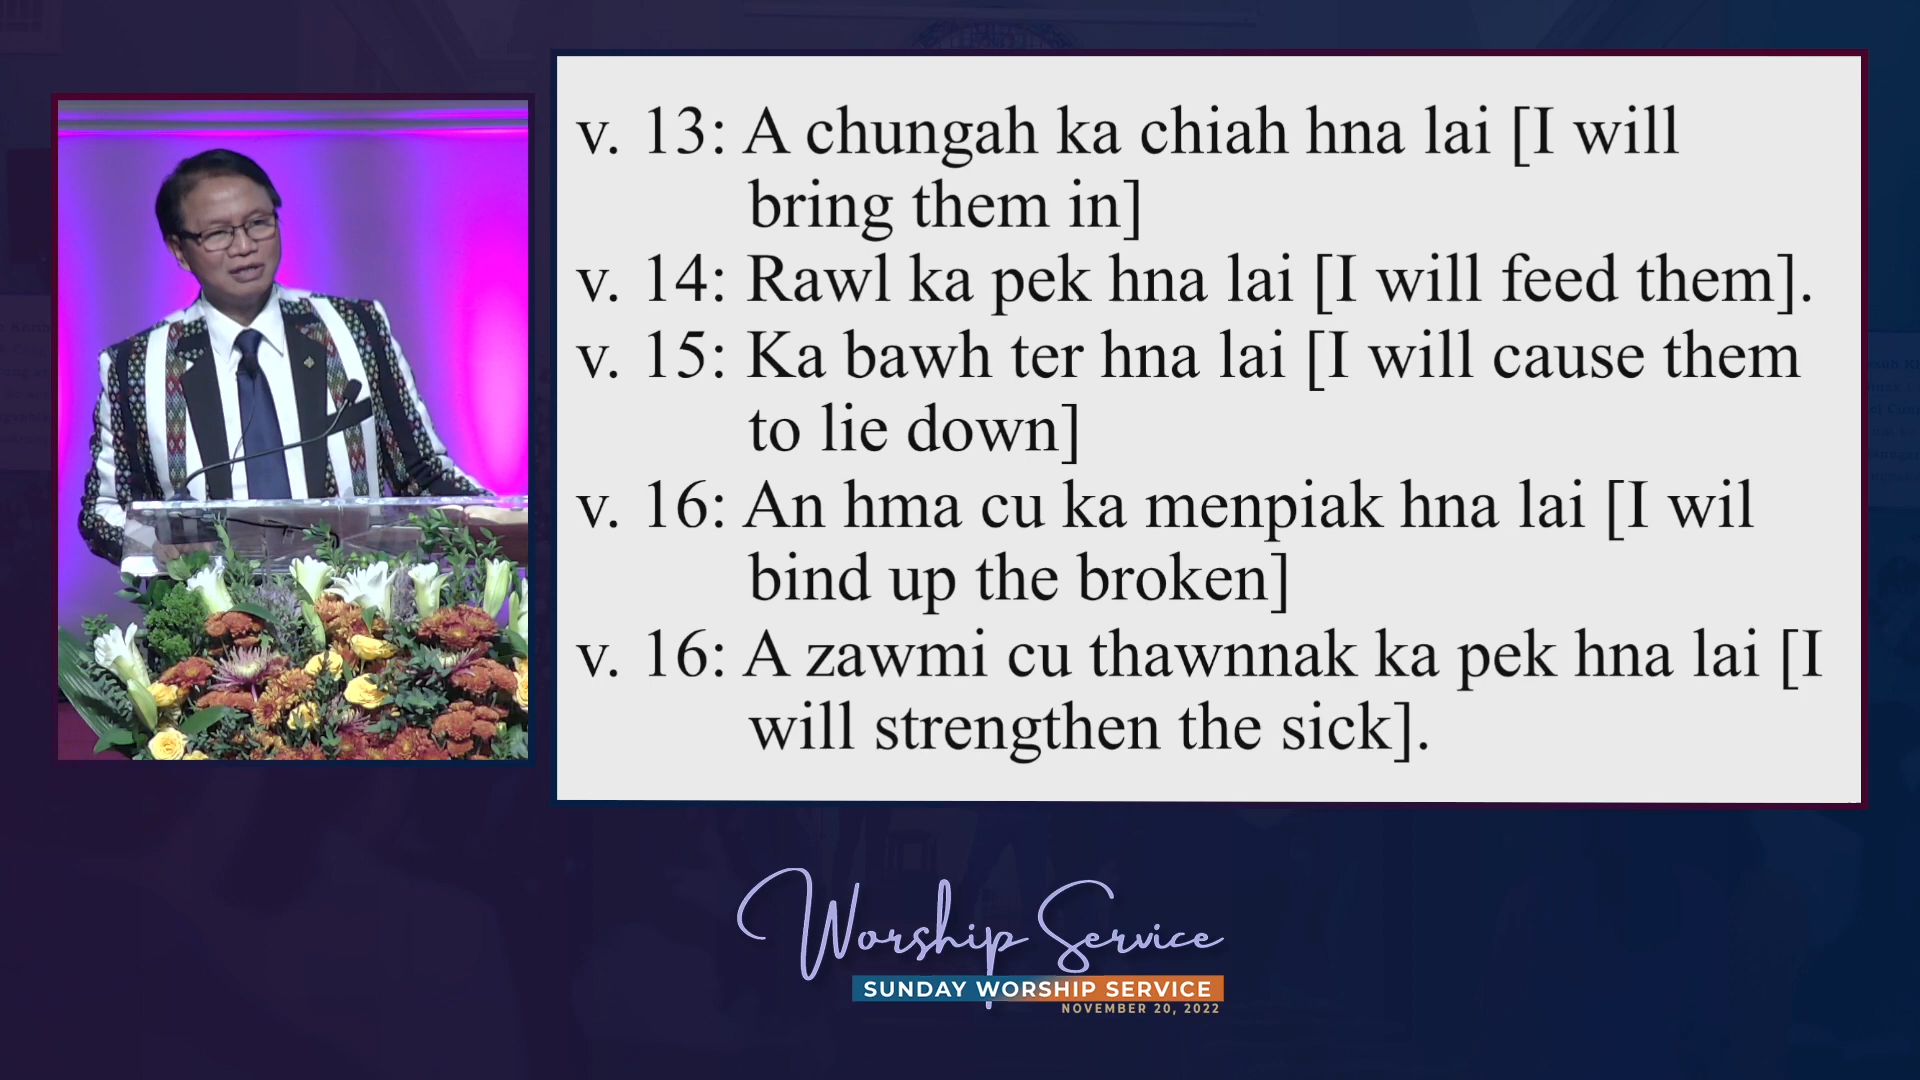 v. 13: A chungah ka chiah hna lai [I will
bring them in]
v. 14: Rawl ka pek hna lai [I will feed them].
v. 15: Ka bawh ter hna lai [I will cause them
to lie down]
v. 16: An hma cu ka menpiak hna lai [I wil
bind up the broken]
v. 16: A zawmi cu thawnnak ka pek hna lai [I
will strengthen the sick].
Worship Service
SUNDAY WORSHIP SERVICE
NOVEMBER 20, 2022